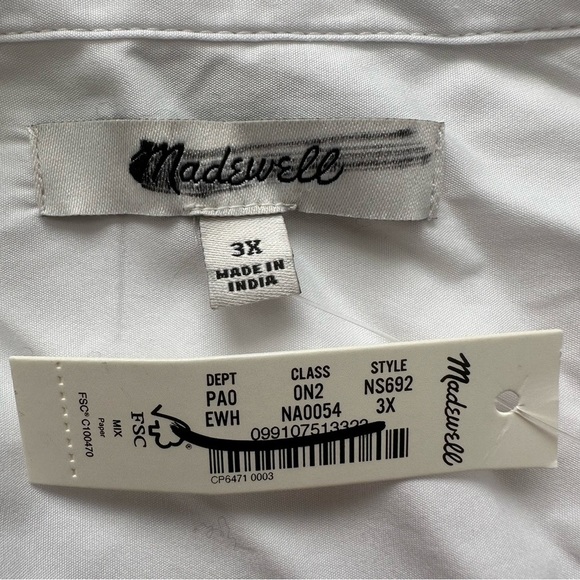 Madewell
3X
MADE IN
INDIA
DEPT CLASS STYLE
PA0 0N2 NS692
EWH NA0054 3X
CP6471 0003
Madewell
FSC
®
MIX
Paper
FSC® C100470